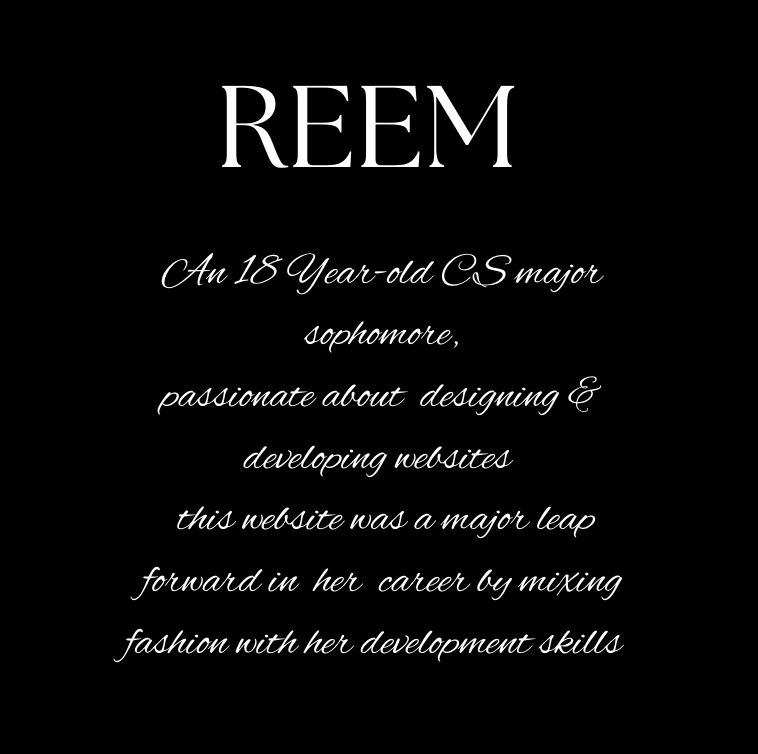 REEM
An 18 Year-old CS major
sophomore,
passionate about designing &
developing websites
this website was a major leap
forward in her career by mixing
fashion with her development skills